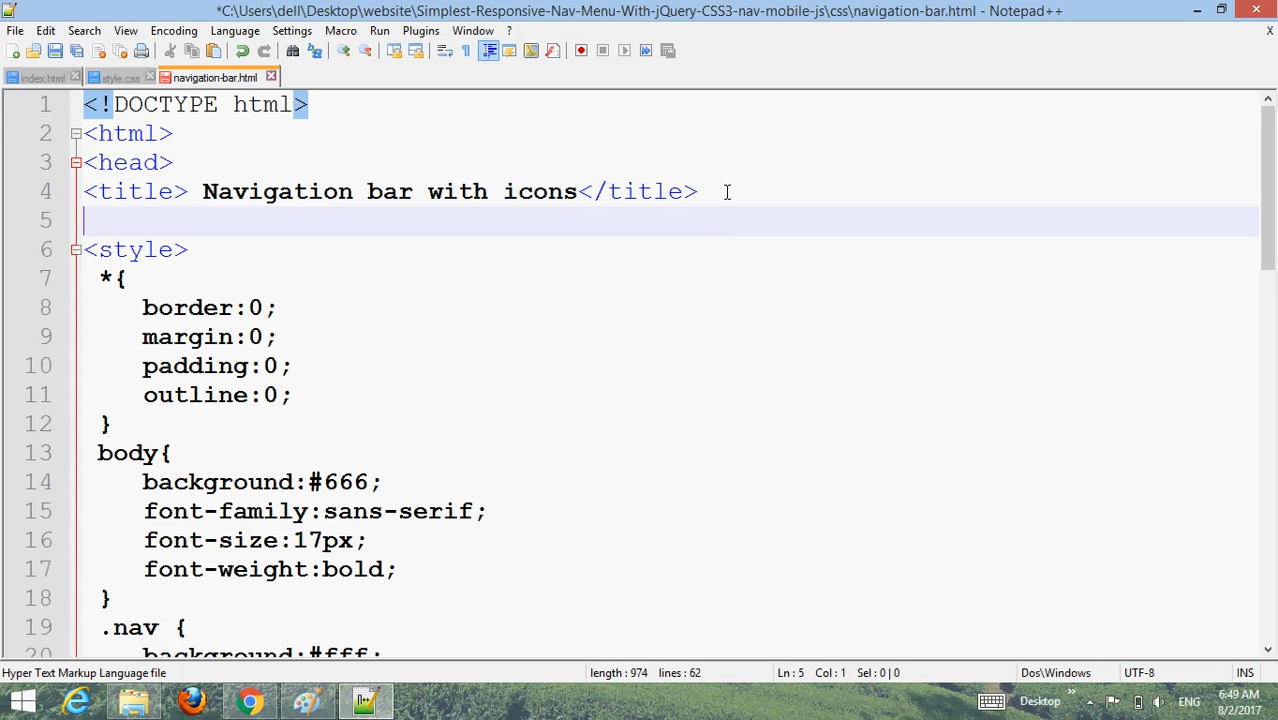 *C:\Users\dell\Desktop\website\Simplest-Responsive-Nav-Menu-With-jQuery-CSS3-nav-mobile-js\css\navigation-bar.html - Notepad++
File Edit Search View Encoding Language Settings Macro Run Plugins Window ? X
index.html style.css navigation-bar.html
1 <!DOCTYPE html>
2 <html>
3 <head>
4 <title> Navigation bar with icons</title>
5
6 <style>
7 *{
8 border:0;
9 margin:0;
10 padding:0;
11 outline:0;
12 }
13 body{
14 background:#666;
15 font-family:sans-serif;
16 font-size:17px;
17 font-weight:bold;
18 }
19 .nav {
20 background:#fff;
Hyper Text Markup Language file length : 974 lines : 62 Ln : 5 Col : 1 Sel : 0 | 0 Dos\Windows UTF-8 INS
Desktop ENG 6:49 AM
8/2/2017